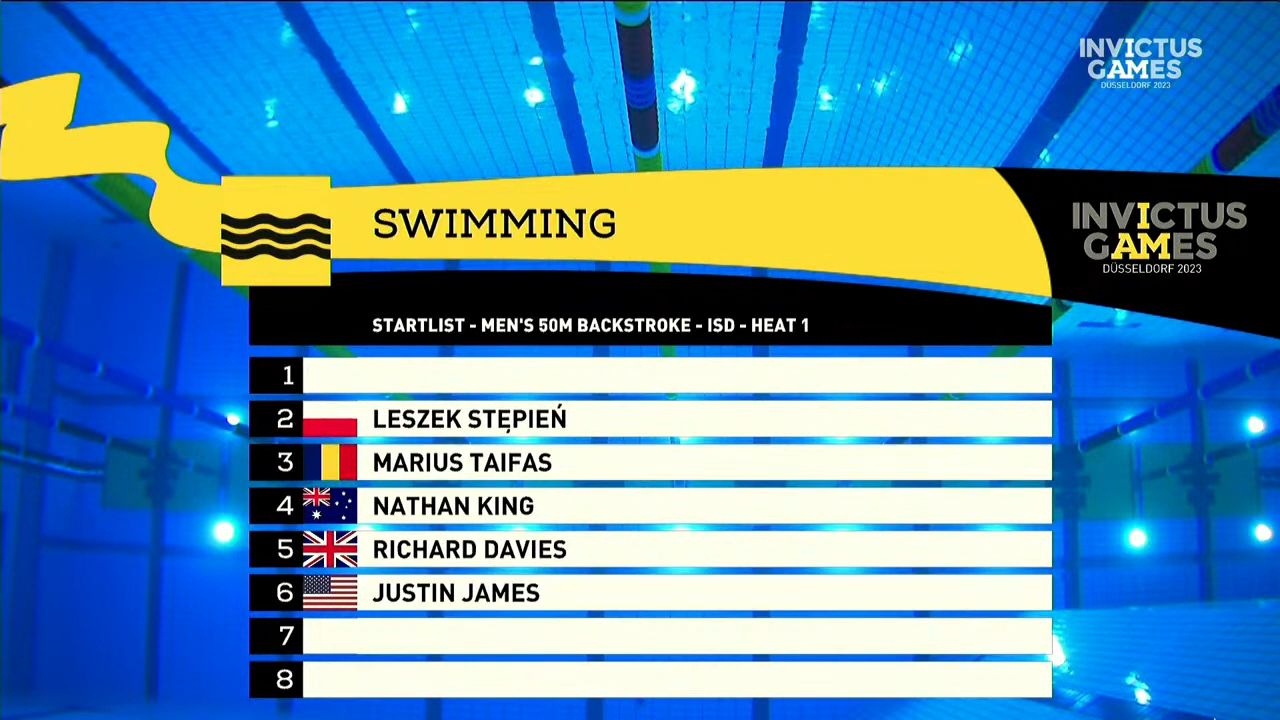 INVICTUS
GAMES
DÜSSELDORF 2023
SWIMMING
INVICTUS
GAMES
DÜSSELDORF 2023
STARTLIST - MEN'S 50M BACKSTROKE - ISD - HEAT 1
1
2 LESZEK STĘPIEŃ
3 MARIUS TAIFAS
4 NATHAN KING
5 RICHARD DAVIES
6 JUSTIN JAMES
7
8